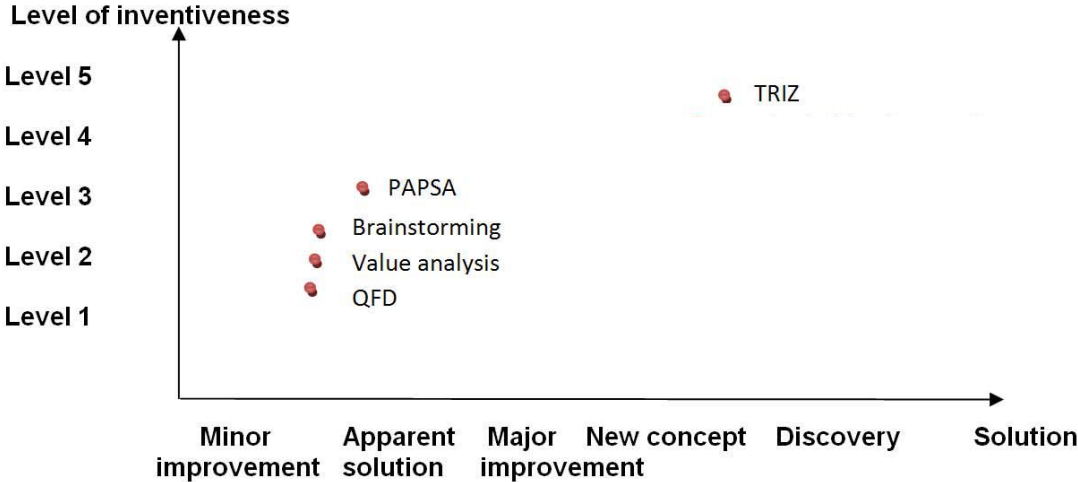 Level of inventiveness
Level 5
TRIZ
Level 4
PAPSA
Level 3
Brainstorming
Level 2
Value analysis
QFD
Level 1
Minor improvement
Apparent solution
Major improvement
New concept
Discovery
Solution